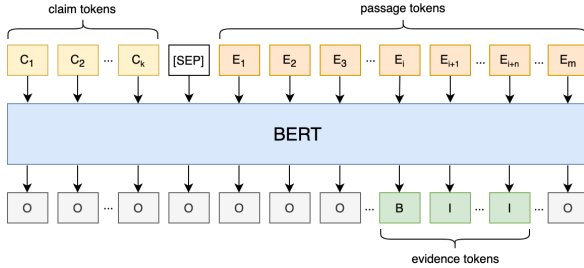 claim tokens passage tokens
C1 C2 ... Ck [SEP] E1 E2 E3 ... Ei Ei+1 ... Ei+n ... Em
BERT
O O ... O O O O O ... B I ... I ... O
evidence tokens